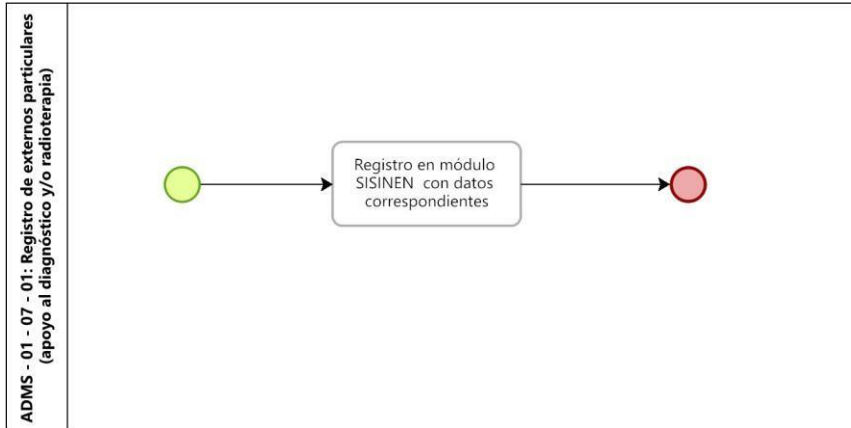 ADMS - 01 - 07 - 01: Registro de externos particulares
(apoyo al diagnóstico y/o radioterapia)
Registro en módulo
SISINEN con datos
correspondientes